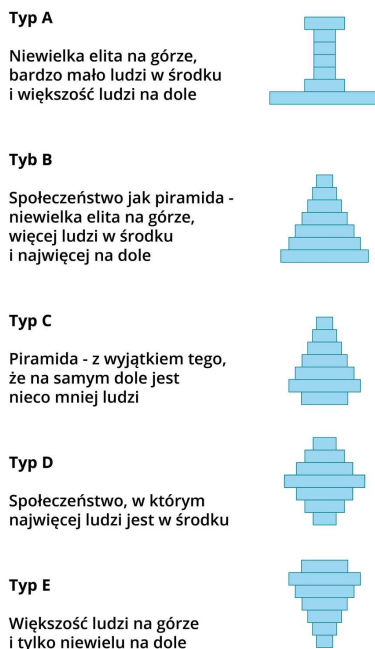 Typ A
Niewielka elita na górze,
bardzo mało ludzi w środku
i większość ludzi na dole
Tyb B
Społeczeństwo jak piramida -
niewielka elita na górze,
więcej ludzi w środku
i najwięcej na dole
Typ C
Piramida - z wyjątkiem tego,
że na samym dole jest
nieco mniej ludzi
Typ D
Społeczeństwo, w którym
najwięcej ludzi jest w środku
Typ E
Większość ludzi na górze
i tylko niewielu na dole